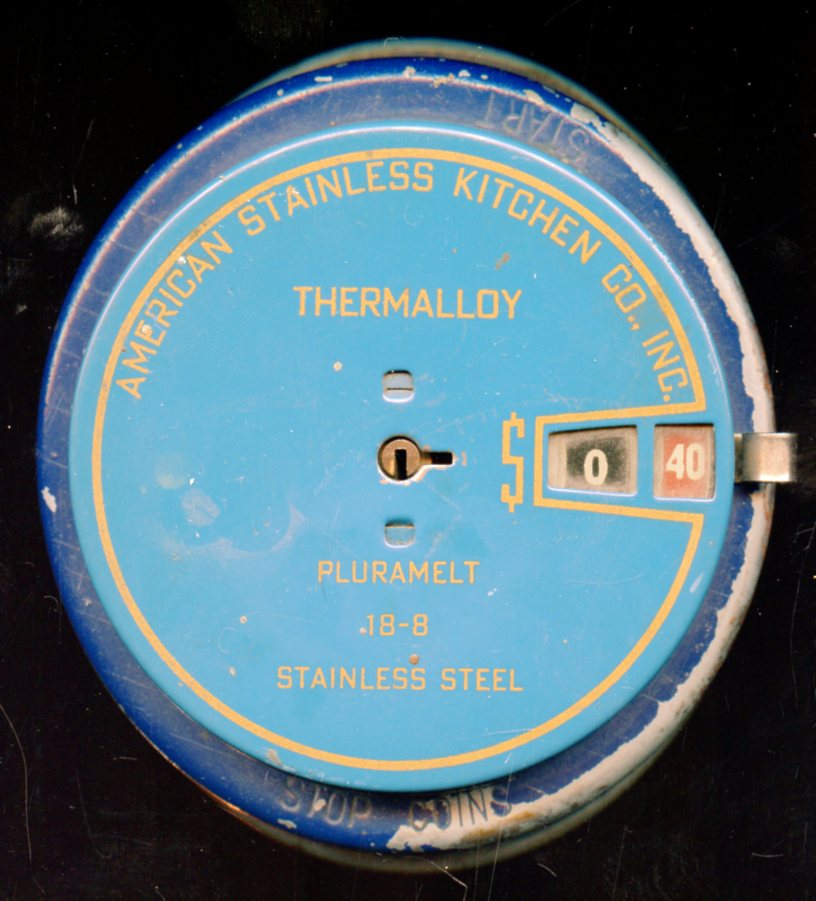 START
AMERICAN STAINLESS KITCHEN CO., INC.
THERMALLOY
$ 0 40
PLURAMELT
18-8
STAINLESS STEEL
STOP COINS